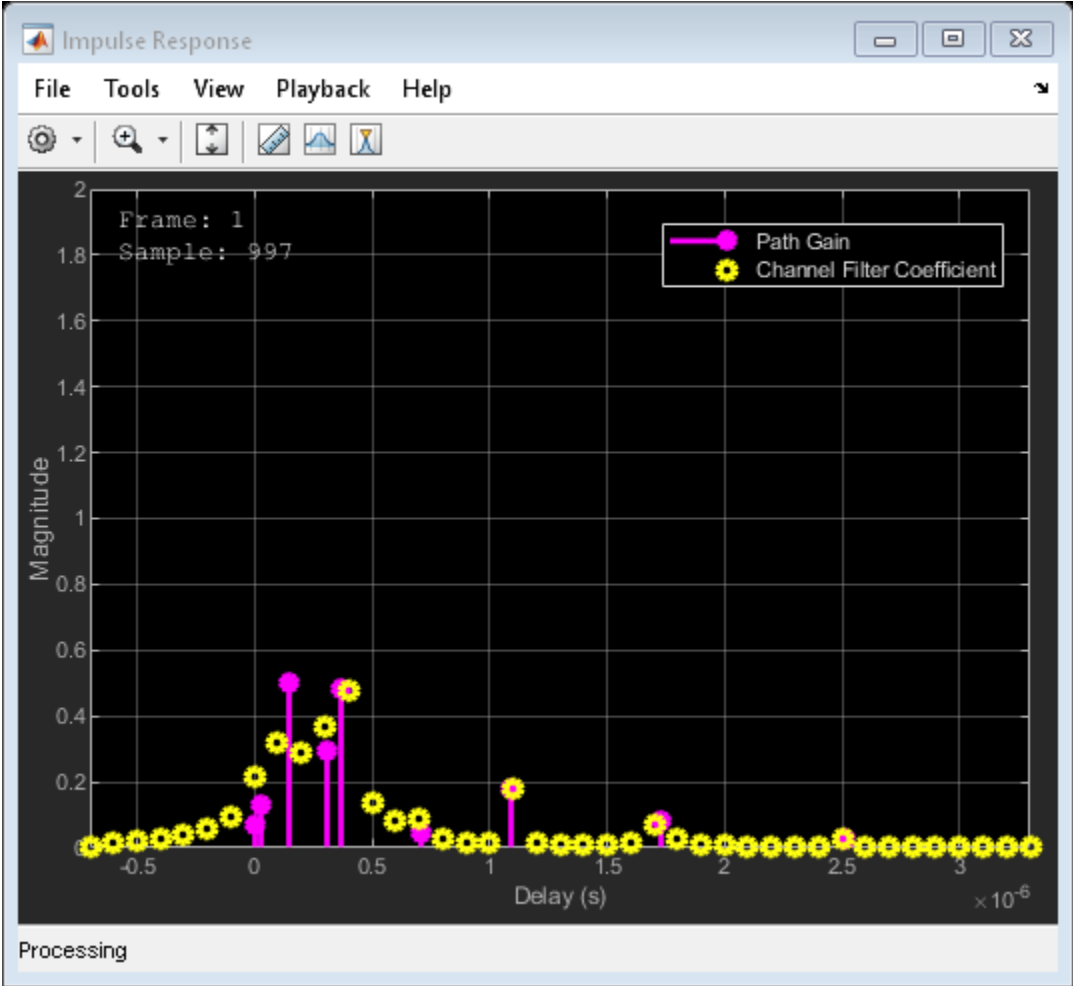 Impulse Response
File Tools View Playback Help
2
Frame: 1
Sample: 997
Path Gain
Channel Filter Coefficient
1.8
1.6
1.4
1.2
1
0.8
0.6
0.4
0.2
0
Magnitude
-0.5 0 0.5 1 1.5 2 2.5 3
Delay (s)
×10-6
Processing